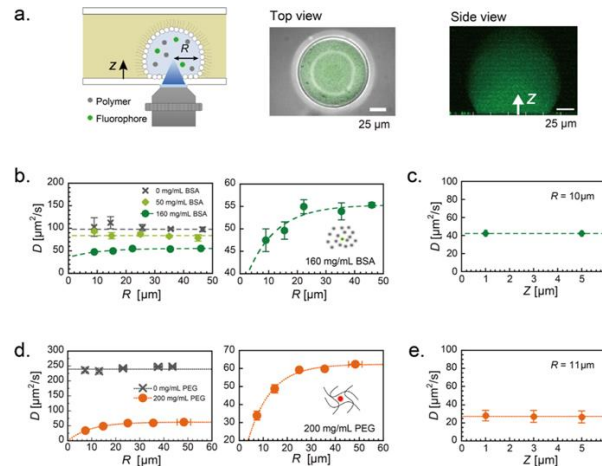 a.
Top view
Side view
R
Z
Polymer
Fluorophore
25 µm
Z
25 µm
b.
D [µm²/s]
200
150
100
50
0
0 mg/mL BSA
50 mg/mL BSA
160 mg/mL BSA
0 10 20 30 40 50
R [µm]
55
50
45
40
160 mg/mL BSA
0 10 20 30 40 50
R [µm]
c.
D [µm²/s]
100
80
60
40
20
0
R = 10µm
0 1 2 3 4 5 6
Z [µm]
d.
D [µm²/s]
300
250
200
150
100
50
0
0 mg/mL PEG
200 mg/mL PEG
0 10 20 30 40 50 60
R [µm]
70
60
50
40
30
20
200 mg/mL PEG
0 10 20 30 40 50 60
R [µm]
e.
D [µm²/s]
100
80
60
40
20
0
R = 11µm
0 1 2 3 4 5 6
Z [µm]